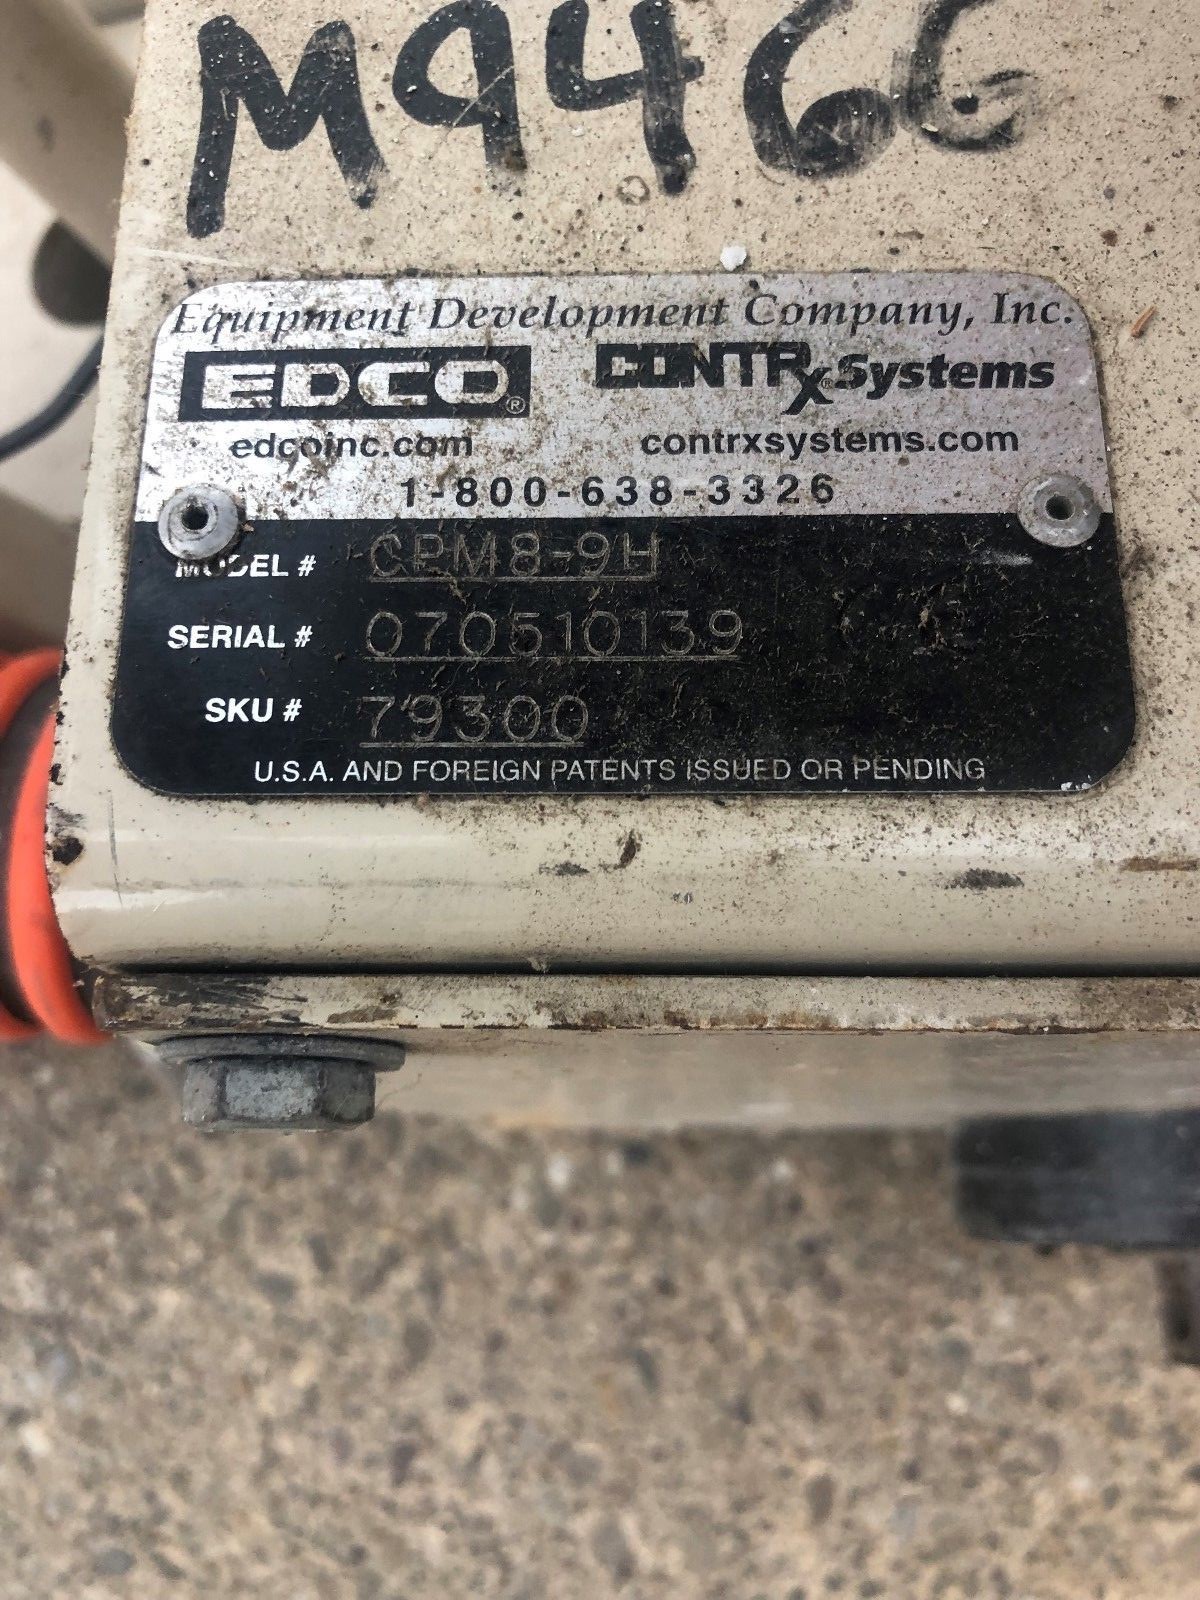 M9466
Equipment Development Company, Inc.
EDCO® CONTRx® Systems
edcoinc.com contrxsystems.com
1-800-638-3326
MODEL # CPM8-9H
SERIAL # 070510139
SKU # 79300
U.S.A. AND FOREIGN PATENTS ISSUED OR PENDING